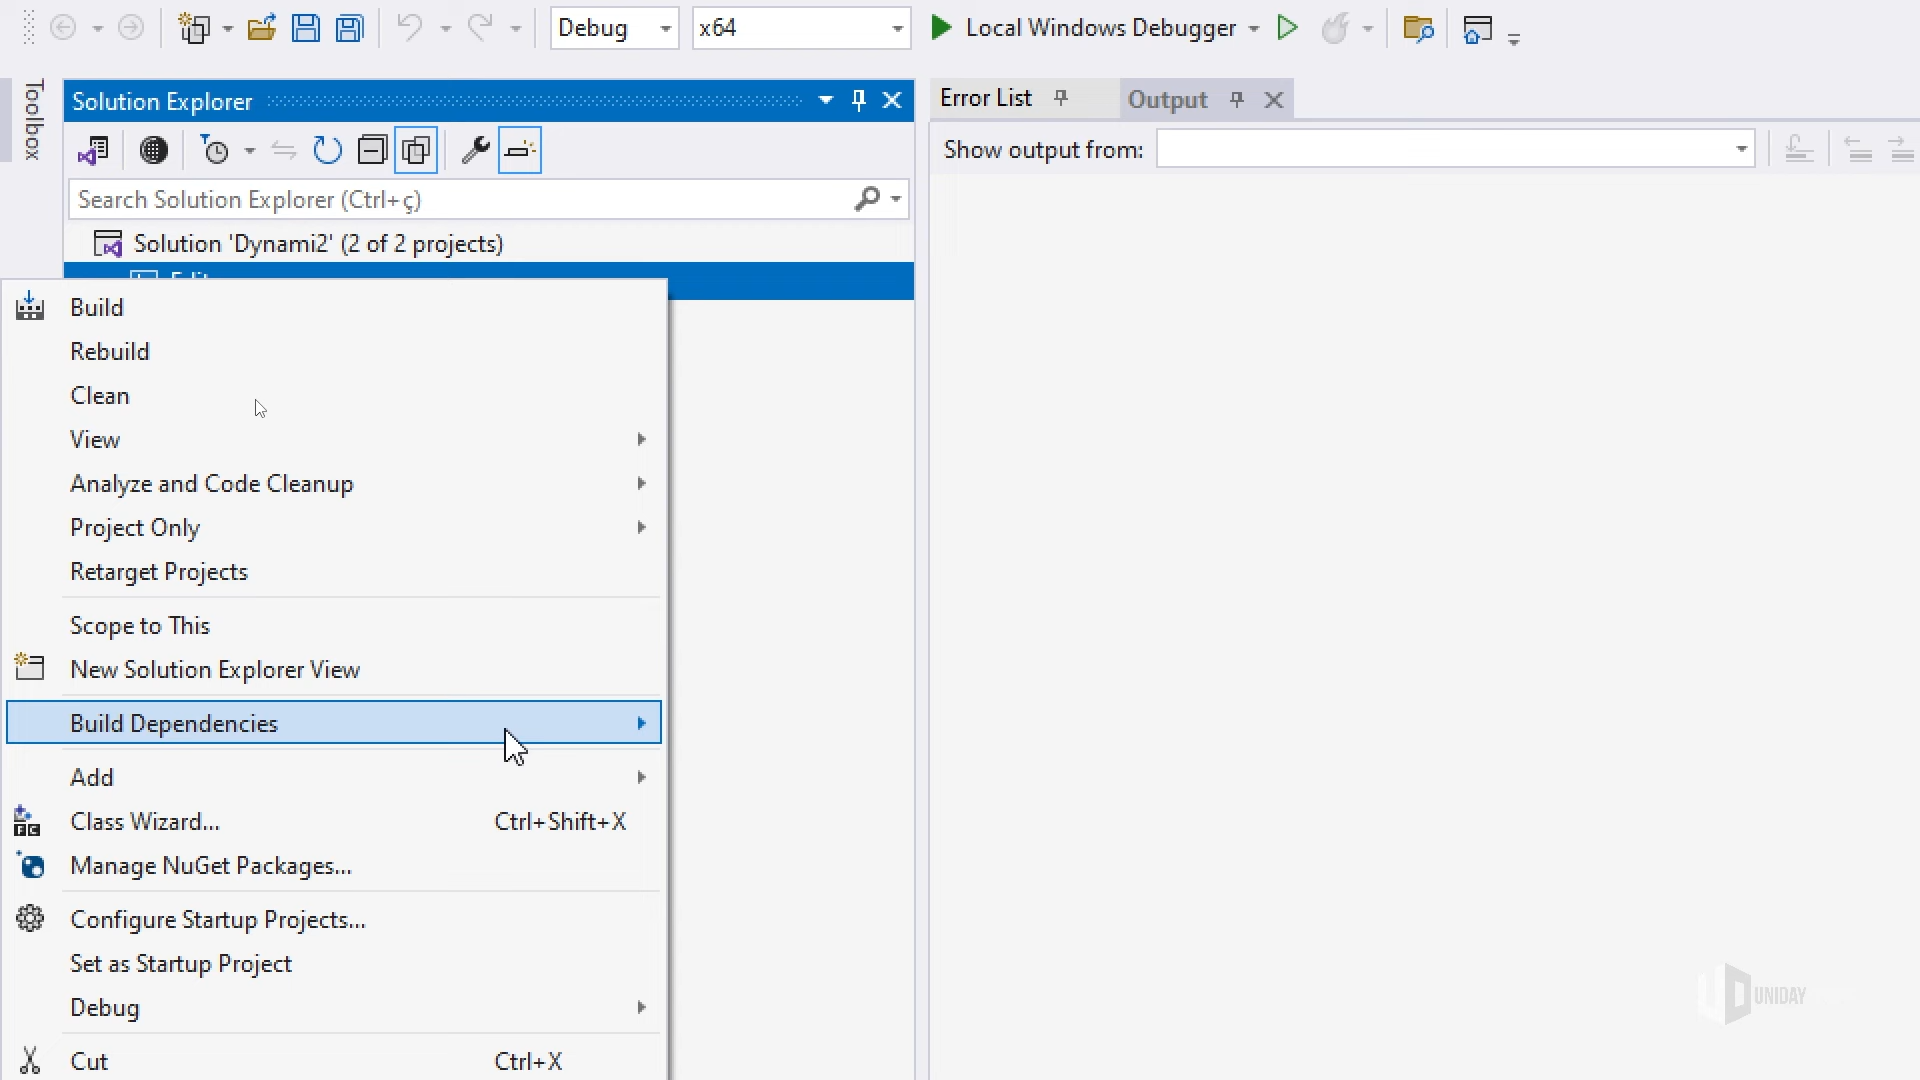 Debug
x64
Local Windows Debugger
Toolbox
Solution Explorer
Error List
Output
Show output from:
Search Solution Explorer (Ctrl+ç)
Solution 'Dynami2' (2 of 2 projects)
Build
Rebuild
Clean
View
Analyze and Code Cleanup
Project Only
Retarget Projects
Scope to This
New Solution Explorer View
Build Dependencies
Add
Class Wizard... Ctrl+Shift+X
Manage NuGet Packages...
Configure Startup Projects...
Set as Startup Project
Debug
Cut Ctrl+X
UNIDAY